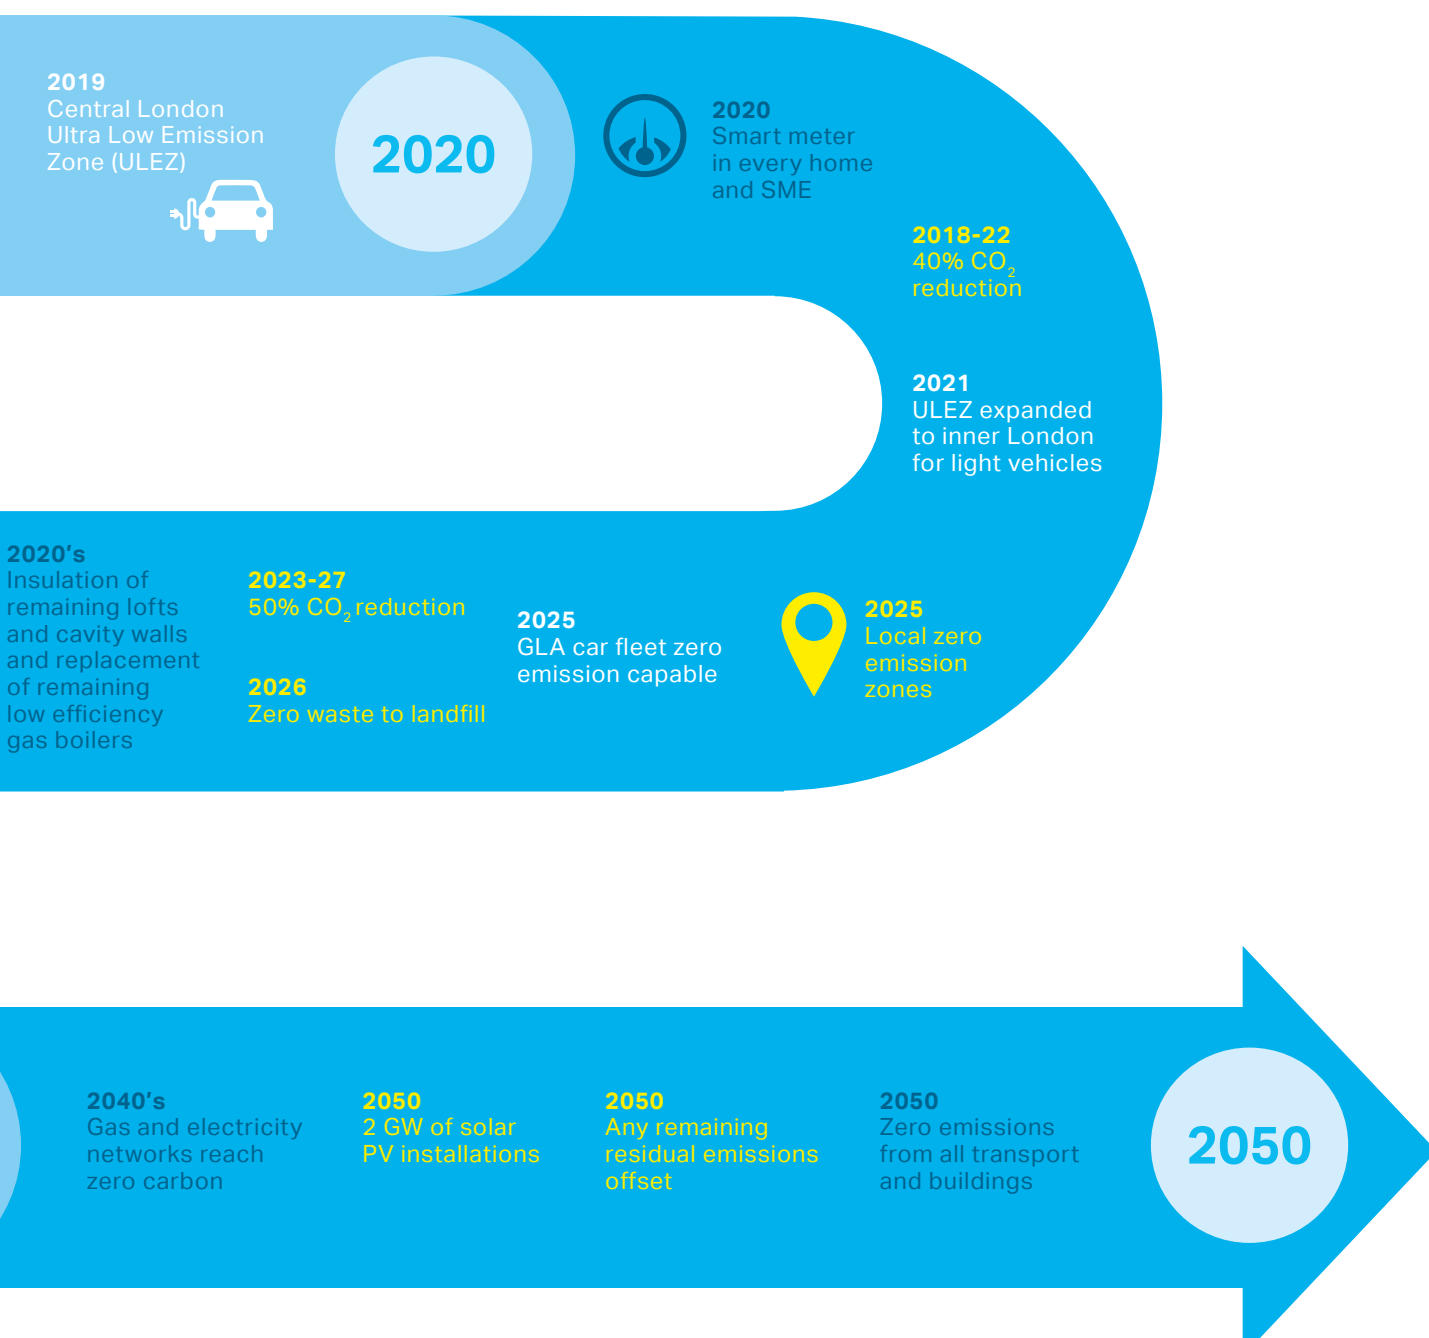 2019
Central London
Ultra Low Emission
Zone (ULEZ)
2020
2020
Smart meter
in every home
and SME
2018-22
40% CO₂
reduction
2021
ULEZ expanded
to inner London
for light vehicles
2025
Local zero
emission
zones
2025
GLA car fleet zero
emission capable
2023-27
50% CO₂ reduction
2026
Zero waste to landfill
2020's
Insulation of
remaining lofts
and cavity walls
and replacement
of remaining
low efficiency
gas boilers
2040's
Gas and electricity
networks reach
zero carbon
2050
2 GW of solar
PV installations
2050
Any remaining
residual emissions
offset
2050
Zero emissions
from all transport
and buildings
2050